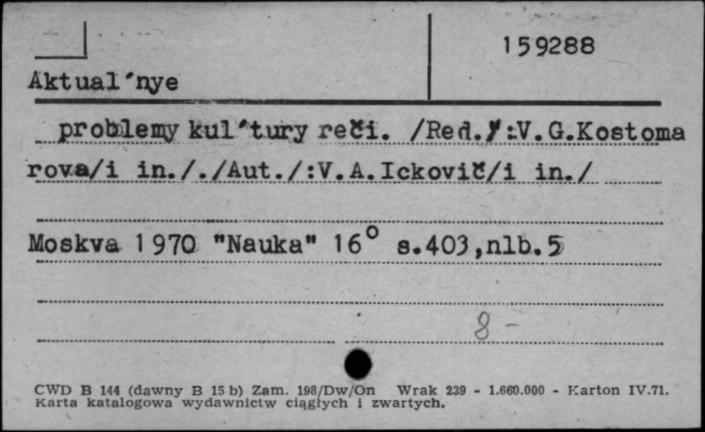 159288
Aktual'nye
problemy kul'tury reči. /Red./:V.G.Kostoma
rova/i in././Aut./:V.A.Ickovič/i in./
Moskva 1970 "Nauka" 16° s.403,nlb.5
8 -
CWD B 144 (dawny B 15 b) Zam. 198/Dw/On Wrak 239 - 1.660.000 - Karton IV.71.
Karta katalogowa wydawnictw ciągłych i zwartych.